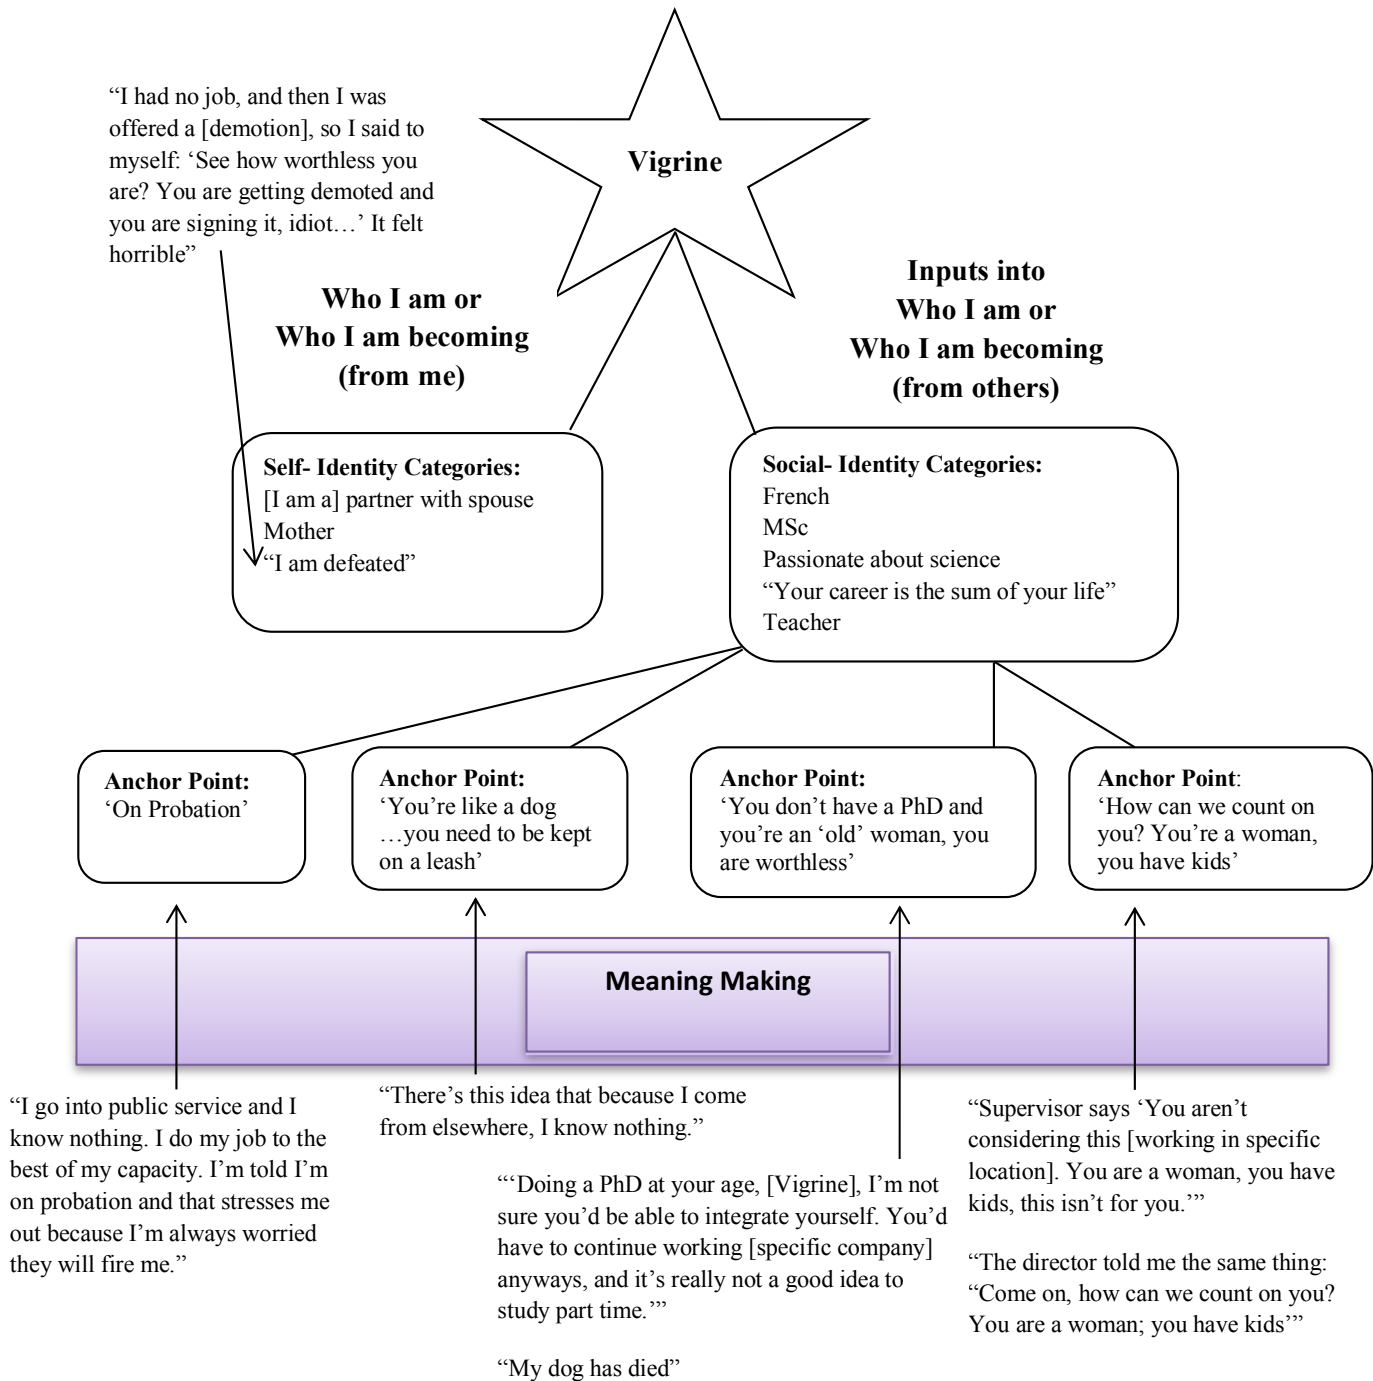 Vigrine
“I had no job, and then I was
offered a [demotion], so I said to
myself: ‘See how worthless you
are? You are getting demoted and
you are signing it, idiot…’ It felt
horrible”
Who I am or
Who I am becoming
(from me)
Inputs into
Who I am or
Who I am becoming
(from others)
Self- Identity Categories:
[I am a] partner with spouse
Mother
“I am defeated”
Social- Identity Categories:
French
MSc
Passionate about science
“Your career is the sum of your life”
Teacher
Anchor Point:
‘On Probation’
Anchor Point:
‘You’re like a dog
…you need to be kept
on a leash’
Anchor Point:
‘You don’t have a PhD and
you’re an ‘old’ woman, you
are worthless’
Anchor Point:
‘How can we count on
you? You’re a woman,
you have kids’
Meaning Making
“I go into public service and I
know nothing. I do my job to the
best of my capacity. I’m told I’m
on probation and that stresses me
out because I’m always worried
they will fire me.”
“There’s this idea that because I come
from elsewhere, I know nothing.”
“‘Doing a PhD at your age, [Vigrine], I’m not
sure you’d be able to integrate yourself. You’d
have to continue working [specific company]
anyways, and it’s really not a good idea to
study part time.’”
“My dog has died”
“Supervisor says ‘You aren’t
considering this [working in specific
location]. You are a woman, you have
kids, this isn’t for you.’”
“The director told me the same thing:
“Come on, how can we count on you?
You are a woman; you have kids’”